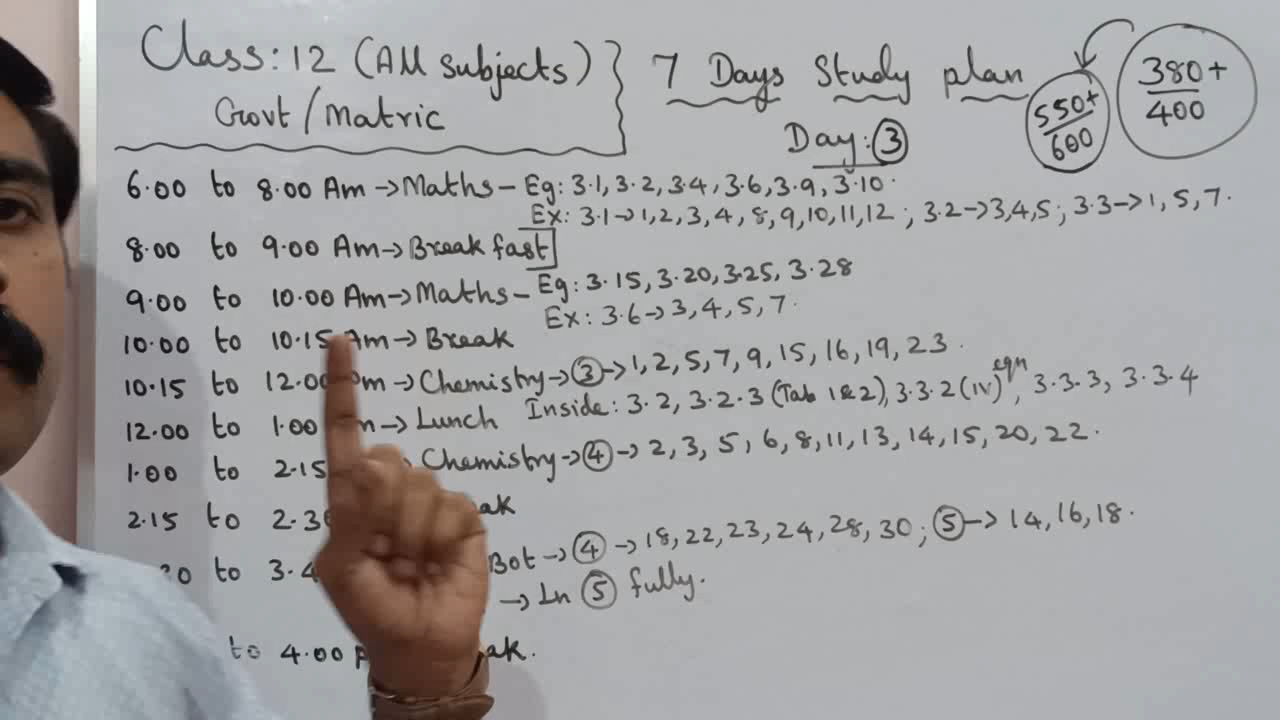 Class: 12 (All subjects) } 7 Days Study plan
550+/600
380+/400
Govt / Matric
Day: ③
6.00 to 8.00 Am → Maths - Eg: 3.1, 3.2, 3.4, 3.6, 3.9, 3.10.
Ex: 3.1 → 1, 2, 3, 4, 8, 9, 10, 11, 12 ; 3.2 → 3, 4, 5 ; 3.3 → 1, 5, 7.
8.00 to 9.00 Am → Break fast
9.00 to 10.00 Am → Maths - Eg: 3.15, 3.20, 3.25, 3.28
Ex: 3.6 → 3, 4, 5, 7.
10.00 to 10.15 Am → Break
10.15 to 12.00 Pm → Chemistry → ③ → 1, 2, 5, 7, 9, 15, 16, 19, 23.
Inside: 3.2, 3.2.3 (Tab 1 & 2), 3.3.2 (iv) eqn, 3.3.3, 3.3.4
12.00 to 1.00 → Lunch
1.00 to 2.15 → Chemistry → ④ → 2, 3, 5, 6, 8, 11, 13, 14, 15, 20, 22.
2.15 to
to Bot → ④ → 18, 22, 23, 24, 28, 30 ; ⑤ → 14, 16, 18.
→ Ln ⑤ fully.
to 4.00